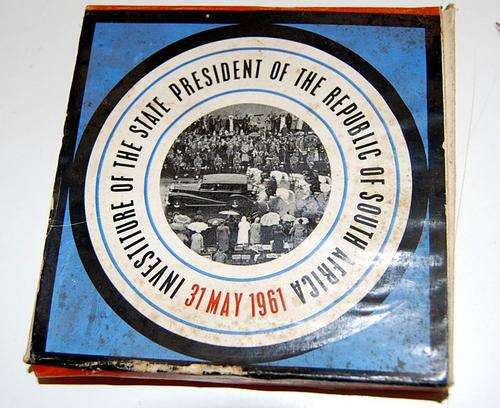 INVESTITURE OF THE STATE PRESIDENT OF THE REPUBLIC OF SOUTH AFRICA
31 MAY 1961